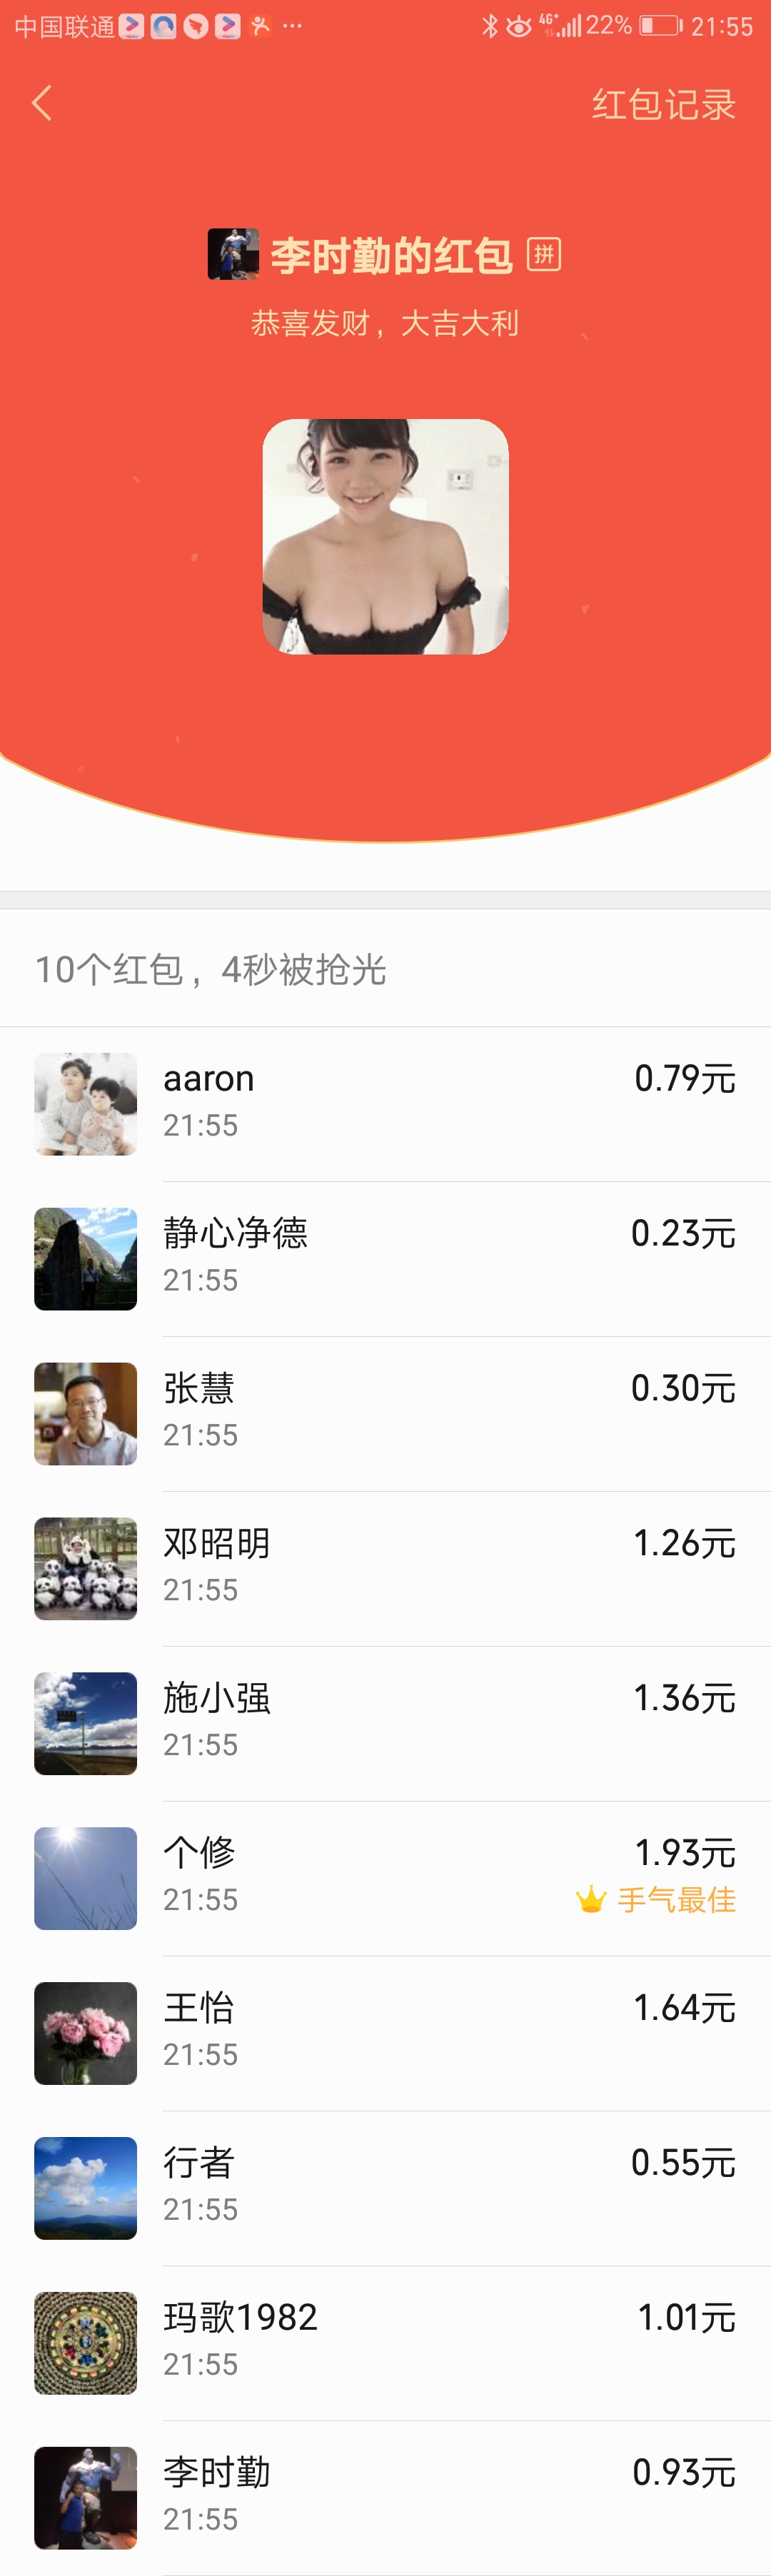 中国联通 ··· 4G+ 22% 21:55
红包记录
李时勤的红包 拼
恭喜发财，大吉大利
10个红包，4秒被抢光
aaron 0.79元
21:55
静心净德 0.23元
21:55
张慧 0.30元
21:55
邓昭明 1.26元
21:55
施小强 1.36元
21:55
个修 1.93元
21:55 手气最佳
王怡 1.64元
21:55
行者 0.55元
21:55
玛歌1982 1.01元
21:55
李时勤 0.93元
21:55